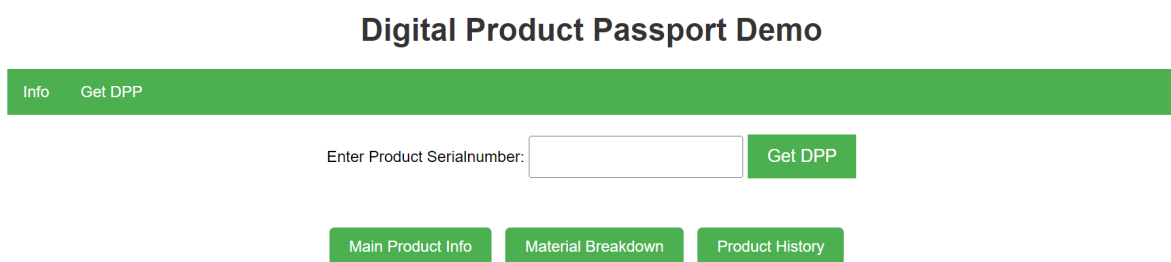 Digital Product Passport Demo
Info Get DPP
Enter Product Serialnumber: Get DPP
Main Product Info Material Breakdown Product History